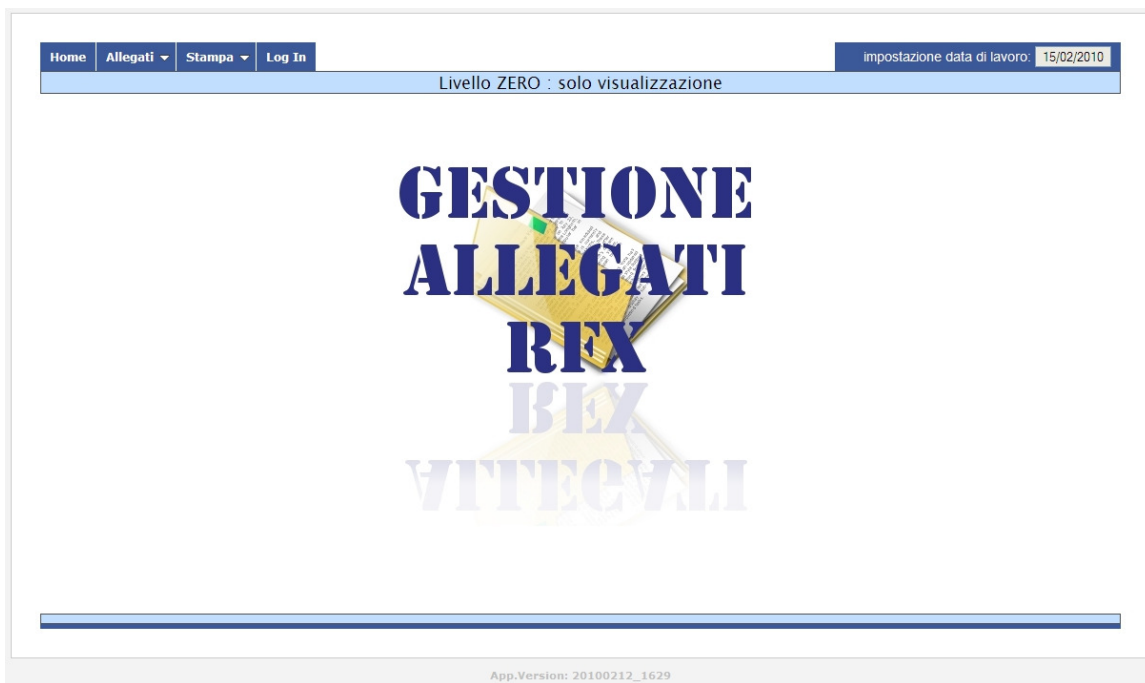 Home Allegati Stampa Log In impostazione data di lavoro: 15/02/2010
Livello ZERO : solo visualizzazione
GESTIONE
ALLEGATI
RFX
App.Version: 20100212_1629